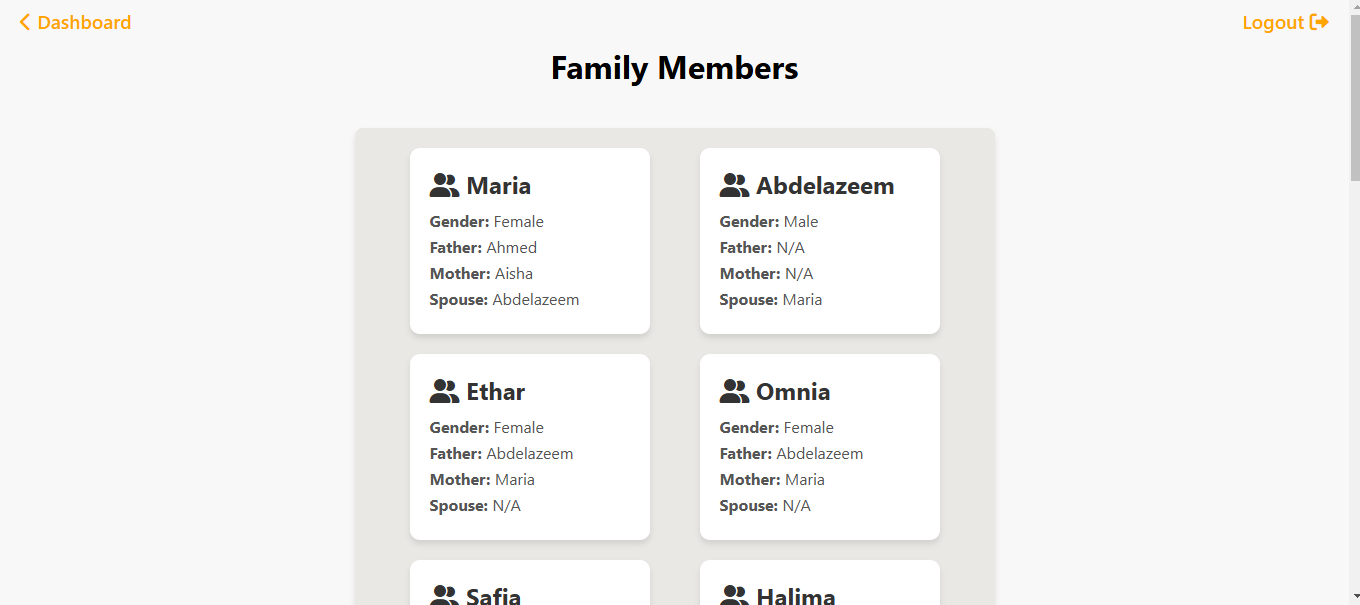 Dashboard
Logout
Family Members
Maria
Gender: Female
Father: Ahmed
Mother: Aisha
Spouse: Abdelazeem
Abdelazeem
Gender: Male
Father: N/A
Mother: N/A
Spouse: Maria
Ethar
Gender: Female
Father: Abdelazeem
Mother: Maria
Spouse: N/A
Omnia
Gender: Female
Father: Abdelazeem
Mother: Maria
Spouse: N/A
Safia
Halima